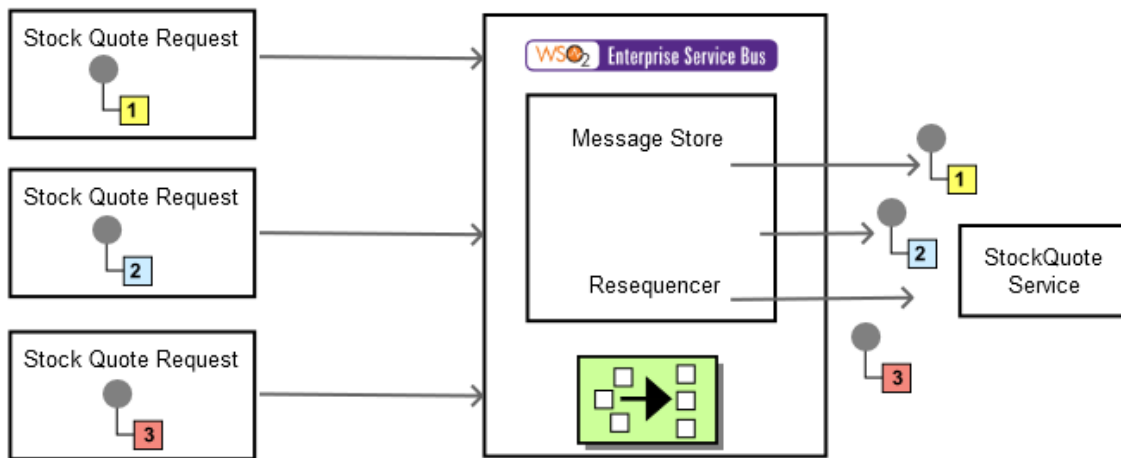 Stock Quote Request
1
Stock Quote Request
2
Stock Quote Request
3
WSO2 Enterprise Service Bus
Message Store
Resequencer
1
2
3
StockQuote
Service